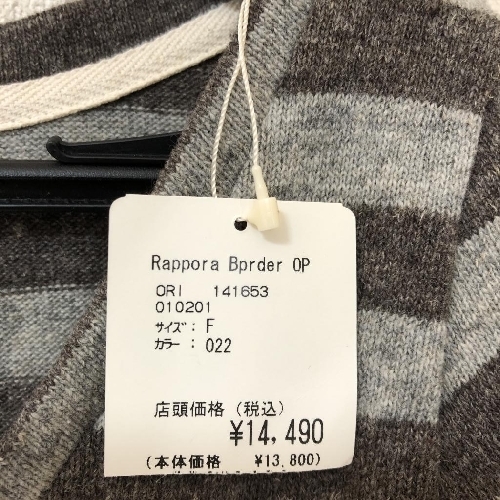 Rappora Bprder OP
ORI 141653
010201
ｻｲｽﾞ: F
ｶﾗｰ: 022
店頭価格 (税込)
¥14,490
(本体価格 ¥13,800)